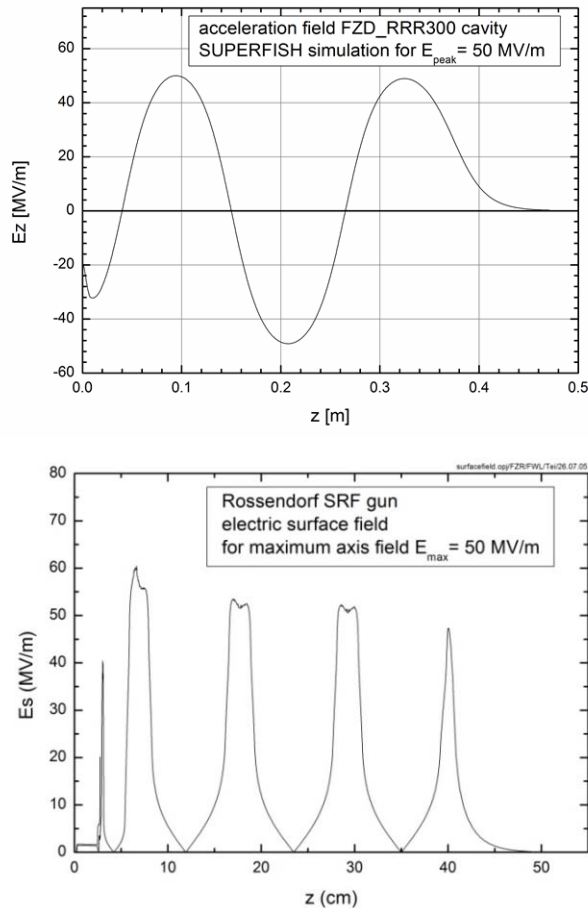 acceleration field FZD_RRR300 cavity
SUPERFISH simulation for E_peak= 50 MV/m
60
40
20
0
-20
-40
-60
Ez [MV/m]
0.0 0.1 0.2 0.3 0.4 0.5
z [m]
surfacefield.opj/FZR/FWL/Tei/26.07.05
Rossendorf SRF gun
electric surface field
for maximum axis field E_max= 50 MV/m
80
70
60
50
40
30
20
10
0
Es (MV/m)
0 10 20 30 40 50
z (cm)